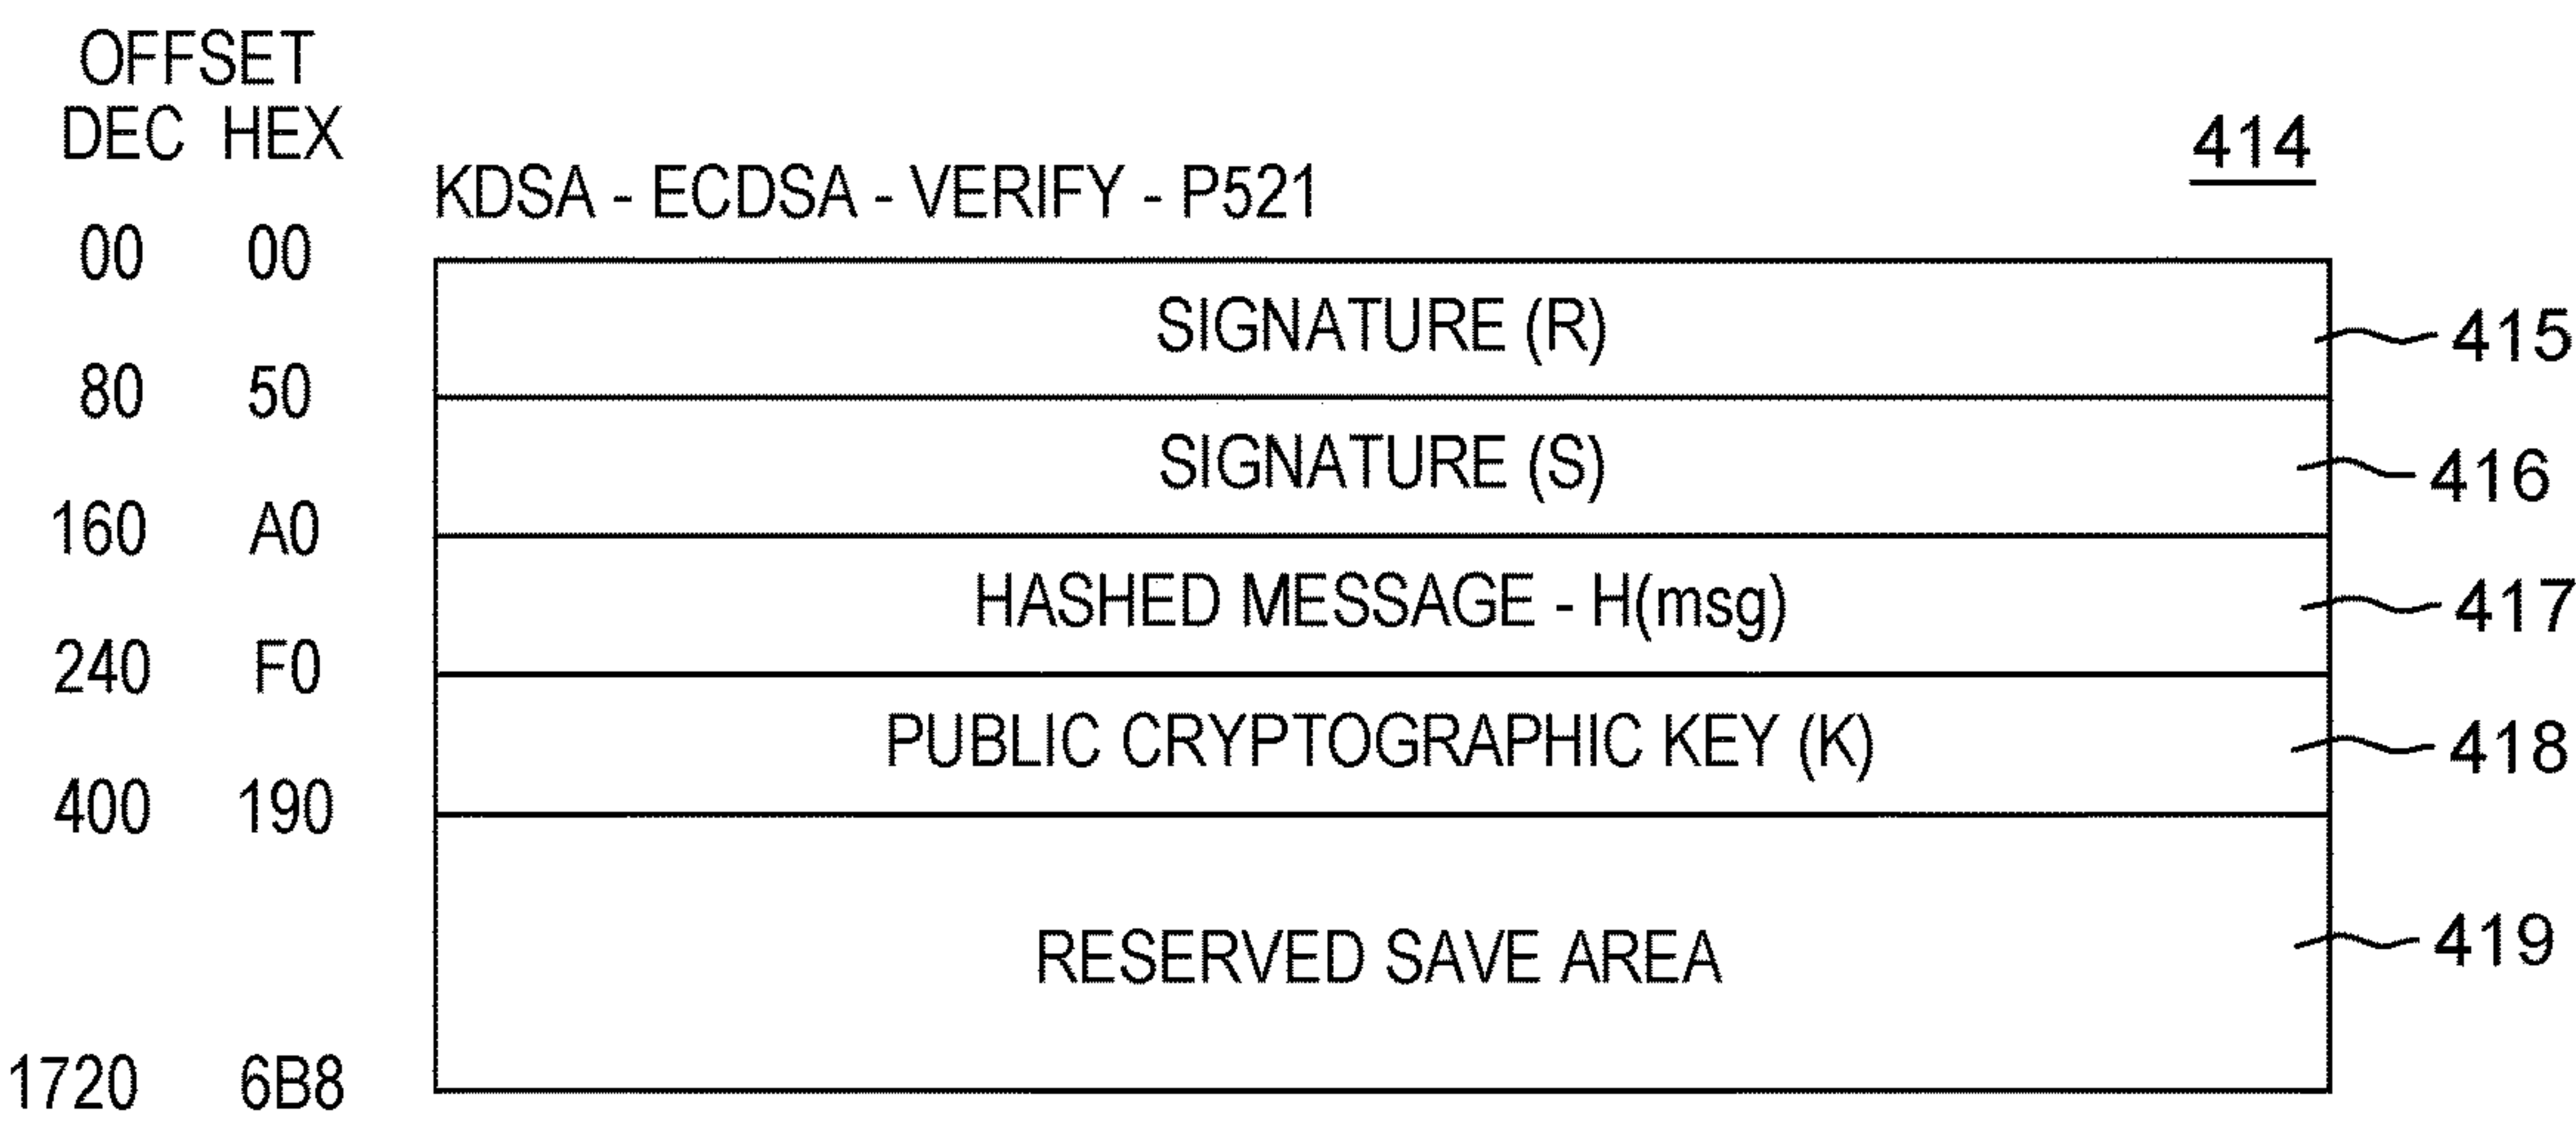 OFFSET
DEC HEX
414
KDSA - ECDSA - VERIFY - P521
00 00
SIGNATURE (R)
415
80 50
SIGNATURE (S)
416
160 A0
HASHED MESSAGE - H(msg)
417
240 F0
PUBLIC CRYPTOGRAPHIC KEY (K)
418
400 190
RESERVED SAVE AREA
419
1720 6B8